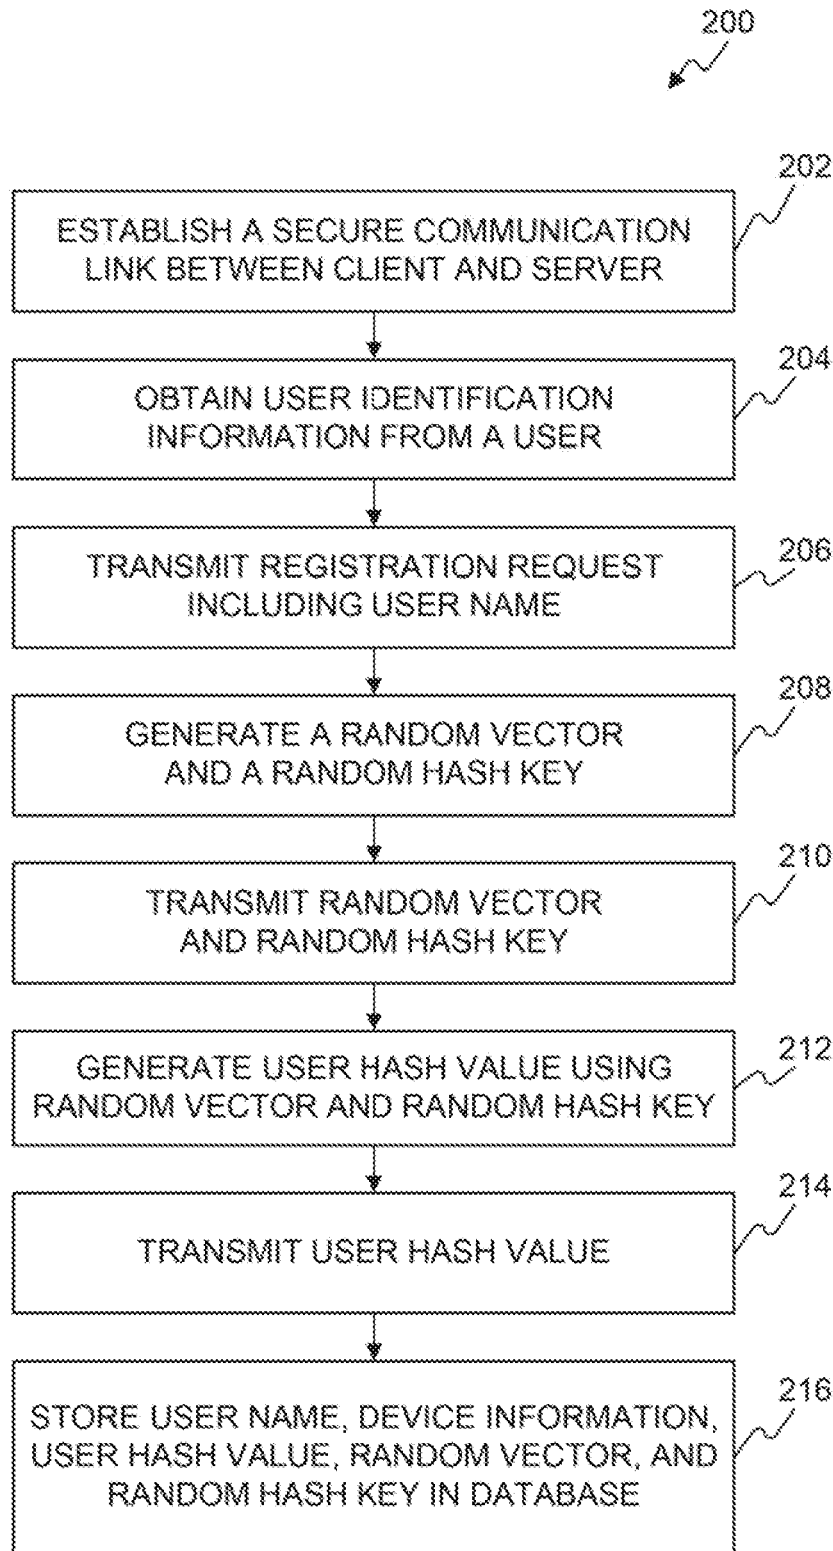 200
202
ESTABLISH A SECURE COMMUNICATION
LINK BETWEEN CLIENT AND SERVER
204
OBTAIN USER IDENTIFICATION
INFORMATION FROM A USER
206
TRANSMIT REGISTRATION REQUEST
INCLUDING USER NAME
208
GENERATE A RANDOM VECTOR
AND A RANDOM HASH KEY
210
TRANSMIT RANDOM VECTOR
AND RANDOM HASH KEY
212
GENERATE USER HASH VALUE USING
RANDOM VECTOR AND RANDOM HASH KEY
214
TRANSMIT USER HASH VALUE
216
STORE USER NAME, DEVICE INFORMATION,
USER HASH VALUE, RANDOM VECTOR, AND
RANDOM HASH KEY IN DATABASE